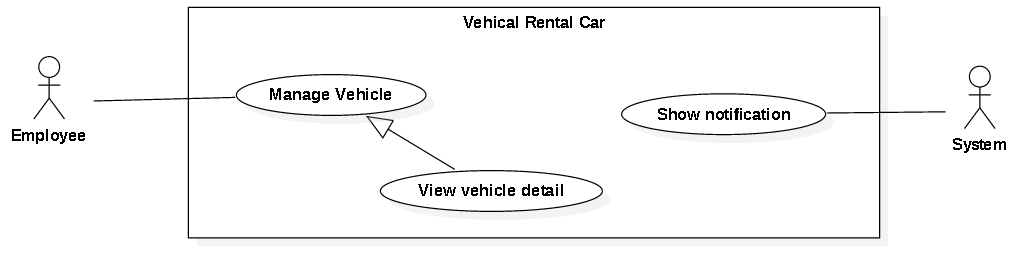 Vehical Rental Car
Employee
Manage Vehicle
View vehicle detail
Show notification
System